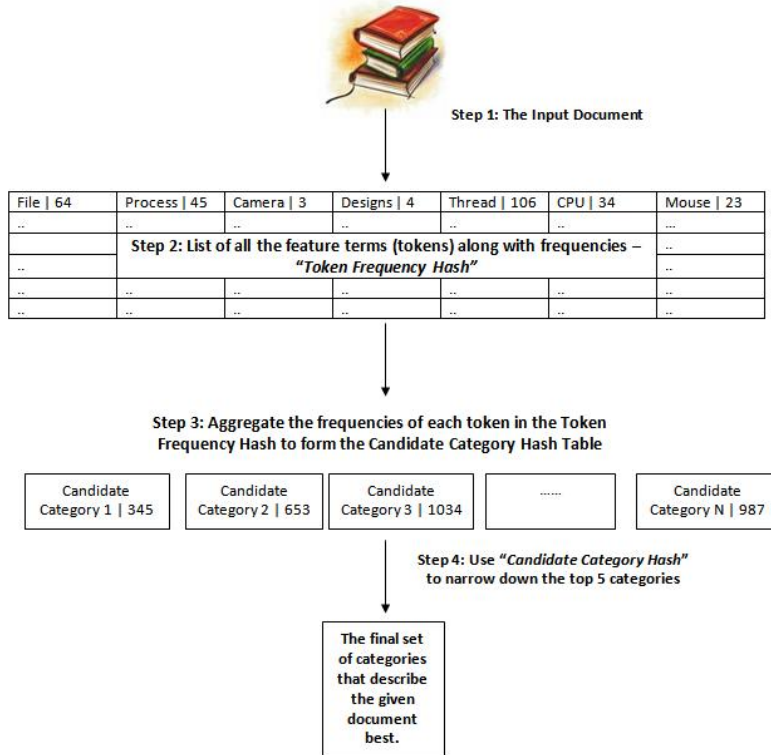 Step 1: The Input Document
File | 64 Process | 45 Camera | 3 Designs | 4 Thread | 106 CPU | 34 Mouse | 23
.. .. .. .. .. .. ...
Step 2: List of all the feature terms (tokens) along with frequencies – ..
.. “Token Frequency Hash” ..
.. .. .. .. .. .. ..
.. .. .. .. .. .. ..
Step 3: Aggregate the frequencies of each token in the Token
Frequency Hash to form the Candidate Category Hash Table
Candidate
Category 1 | 345
Candidate
Category 2 | 653
Candidate
Category 3 | 1034
......
Candidate
Category N | 987
Step 4: Use “Candidate Category Hash”
to narrow down the top 5 categories
The final set
of categories
that describe
the given
document
best.